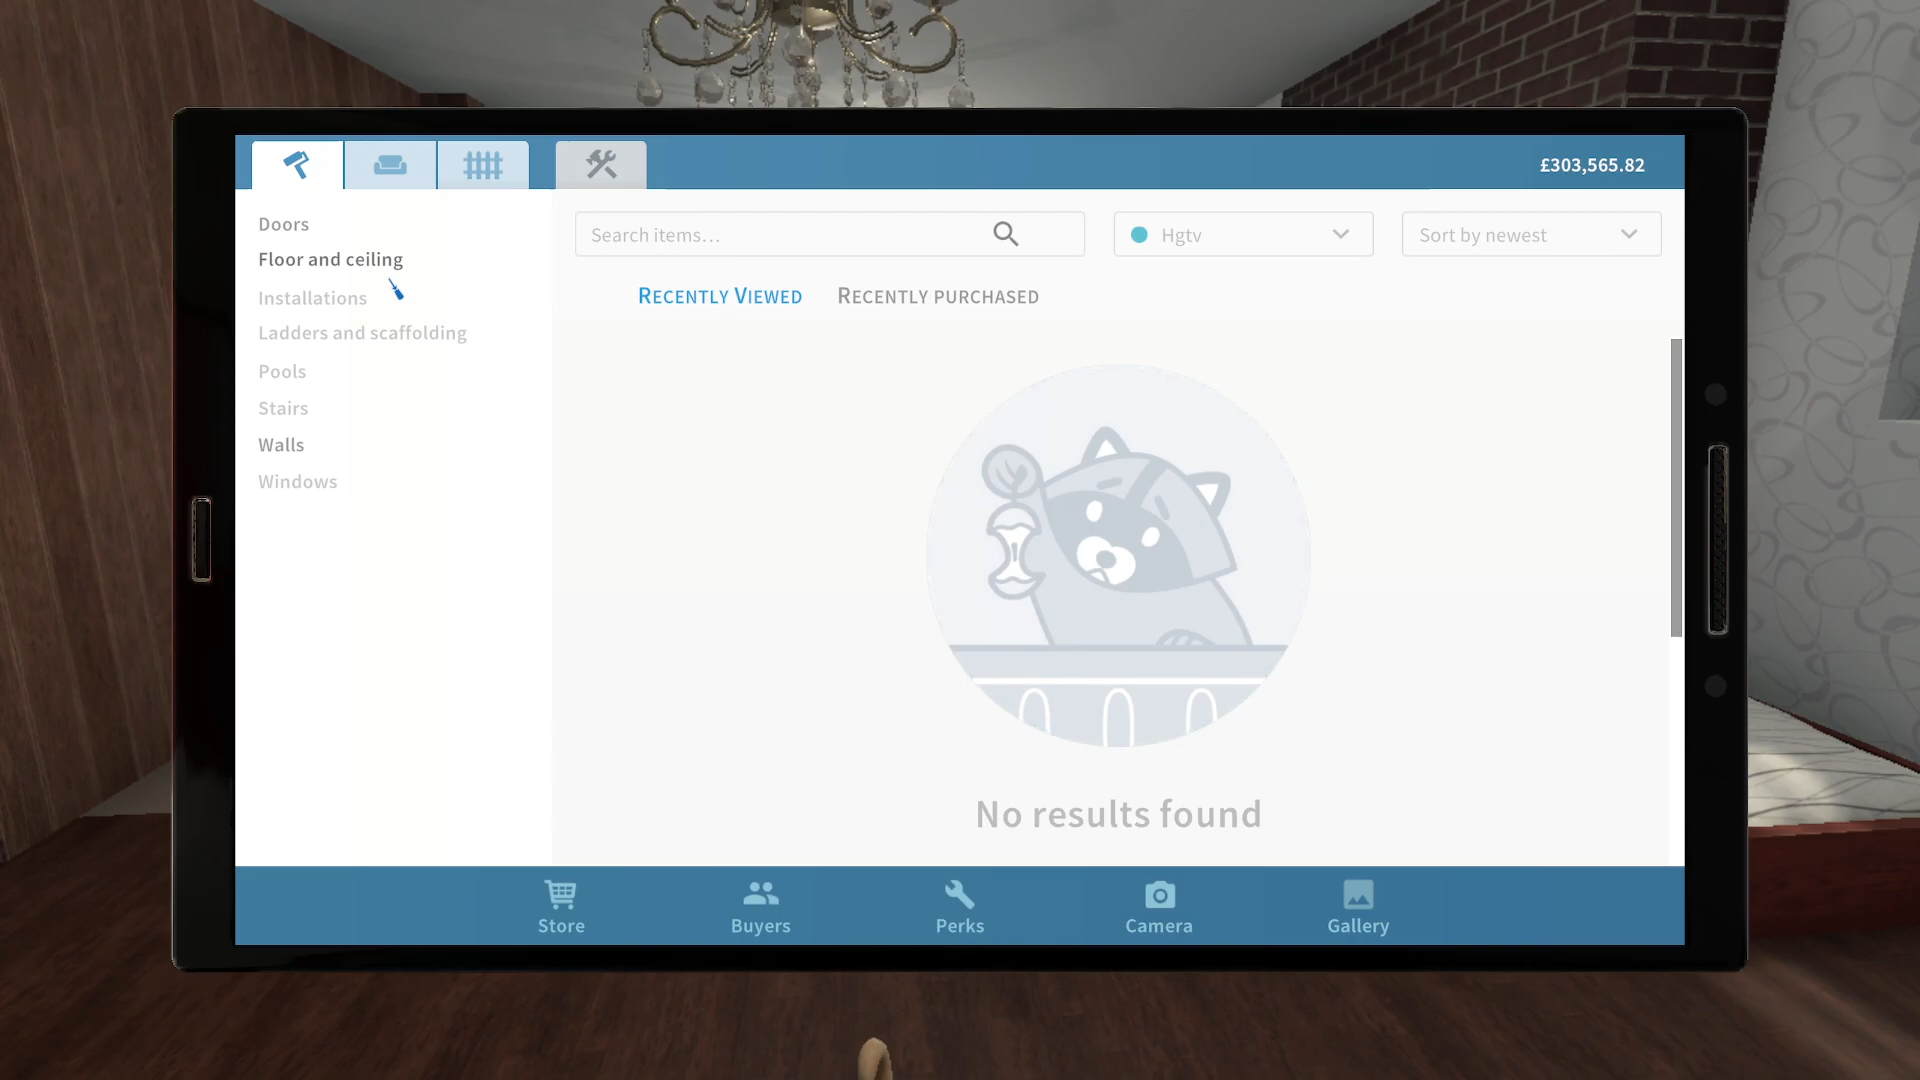 £303,565.82
Doors
Floor and ceiling
Installations
Ladders and scaffolding
Pools
Stairs
Walls
Windows
Search items...
Hgtv
Sort by newest
RECENTLY VIEWED
RECENTLY PURCHASED
No results found
Store
Buyers
Perks
Camera
Gallery